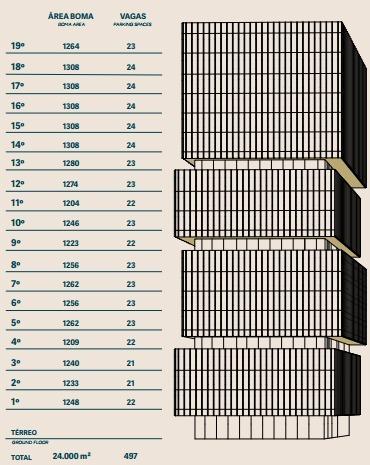 ÁREA BOMA VAGAS
BOMA AREA PARKING SPACES
19º 1264 23
18º 1308 24
17º 1308 24
16º 1308 24
15º 1308 24
14º 1308 24
13º 1280 23
12º 1274 23
11º 1204 22
10º 1246 23
9º 1223 22
8º 1256 23
7º 1262 23
6º 1256 23
5º 1262 23
4º 1209 22
3º 1240 21
2º 1233 21
1º 1248 22
TÉRREO
GROUND FLOOR
TOTAL 24.000 m² 497